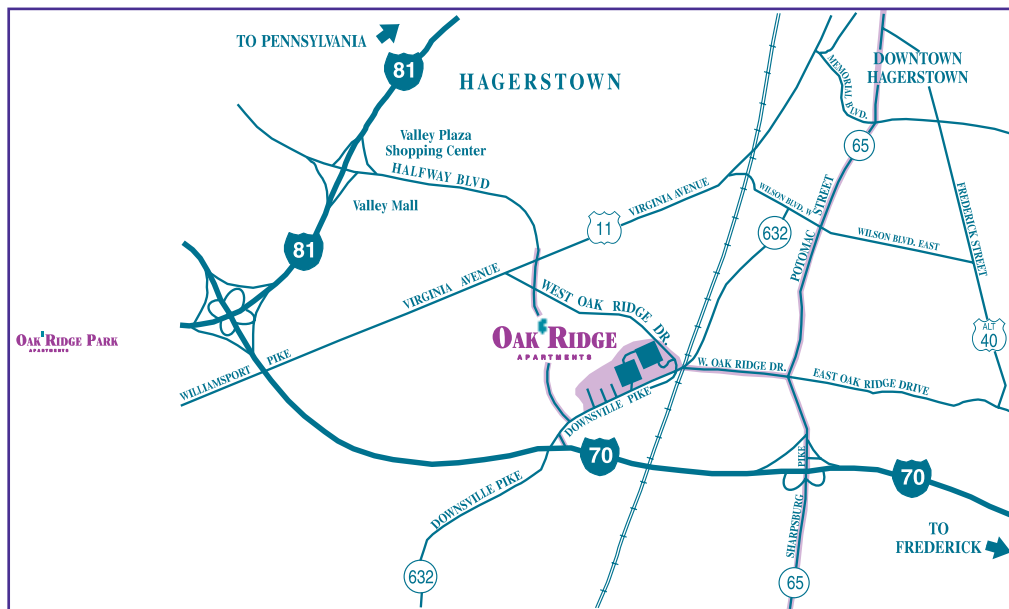 TO PENNSYLVANIA
81
HAGERSTOWN
DOWNTOWN
HAGERSTOWN
MEMORIAL BLVD.
65
Valley Plaza
Shopping Center
HALFWAY BLVD
Valley Mall
VIRGINIA AVENUE
11
WILSON BLVD. W
632
POTOMAC STREET
WILSON BLVD. EAST
FREDERICK STREET
81
VIRGINIA AVENUE
WEST OAK RIDGE DR.
ALT
40
OAK RIDGE PARK
APARTMENTS
OAK RIDGE
APARTMENTS
WILLIAMSPORT PIKE
W. OAK RIDGE DR.
EAST OAK RIDGE DRIVE
DOWNSVILLE PIKE
70
70
DOWNSVILLE PIKE
SHARPSBURG PIKE
TO
FREDERICK
632
65